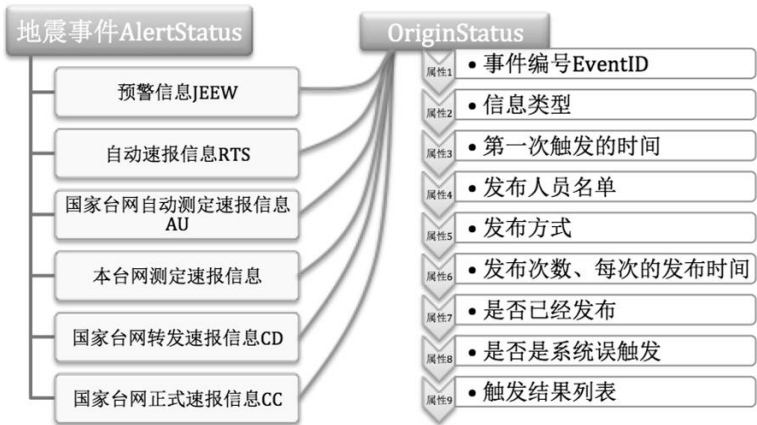 地震事件AlertStatus
预警信息JEEW
自动速报信息RTS
国家台网自动测定速报信息
AU
本台网测定速报信息
国家台网转发速报信息CD
国家台网正式速报信息CC
OriginStatus
属性1 • 事件编号EventID
属性2 • 信息类型
属性3 • 第一次触发的时间
属性4 • 发布人员名单
属性5 • 发布方式
属性6 • 发布次数、每次的发布时间
属性7 • 是否已经发布
属性8 • 是否是系统误触发
属性9 • 触发结果列表